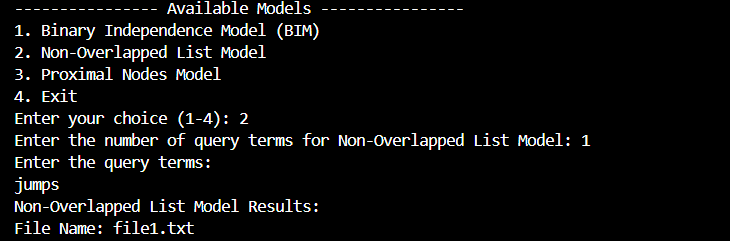 ---------------- Available Models ----------------
1. Binary Independence Model (BIM)
2. Non-Overlapped List Model
3. Proximal Nodes Model
4. Exit
Enter your choice (1-4): 2
Enter the number of query terms for Non-Overlapped List Model: 1
Enter the query terms:
jumps
Non-Overlapped List Model Results:
File Name: file1.txt